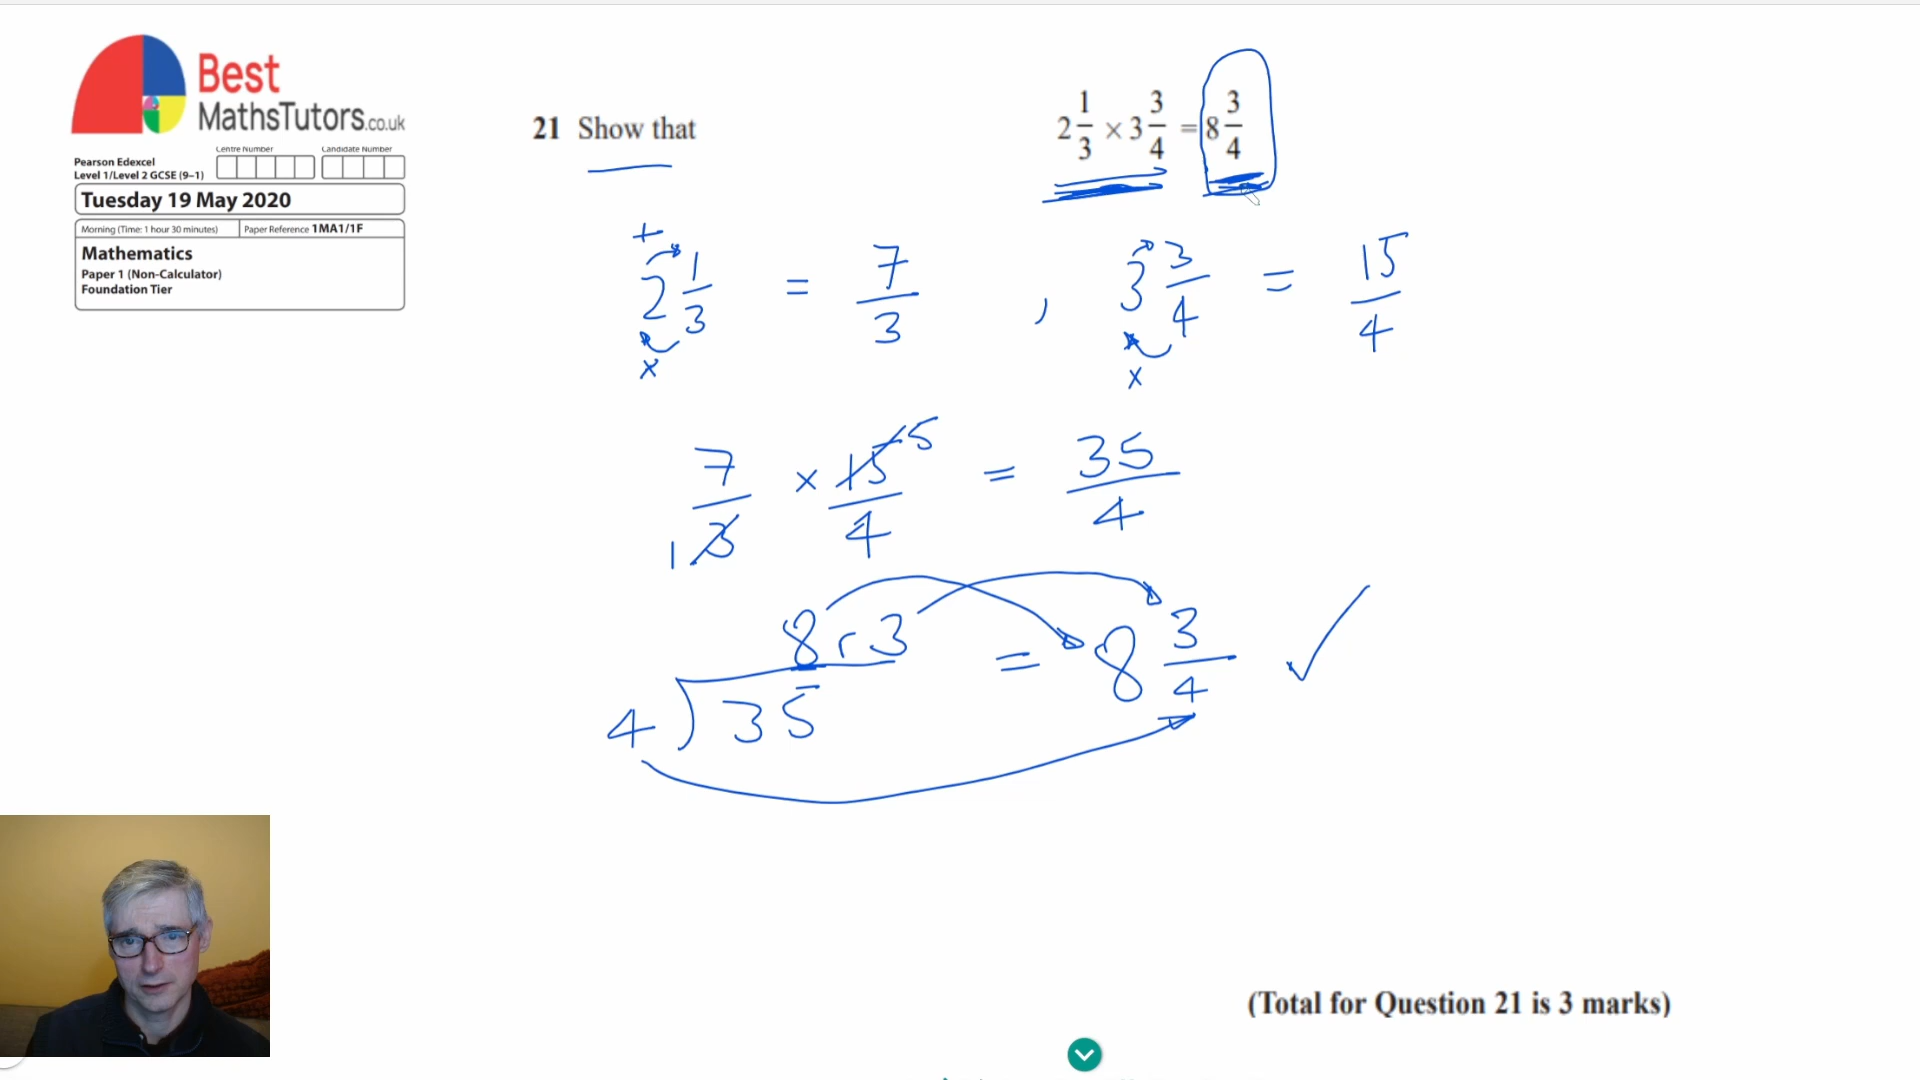 Best
MathsTutors.co.uk
Centre Number Candidate Number
Pearson Edexcel
Level 1/Level 2 GCSE (9–1)
Tuesday 19 May 2020
Morning (Time: 1 hour 30 minutes) Paper Reference 1MA1/1F
Mathematics
Paper 1 (Non-Calculator)
Foundation Tier
21 Show that
2 1/3 × 3 3/4 = 8 3/4
+
2 1/3 = 7/3 , 3 3/4 = 15/4
× ×
7/3 × 15/4 = 35/4
1 5
8 r 3 = 8 3/4 ✓
4 ) 35
(Total for Question 21 is 3 marks)